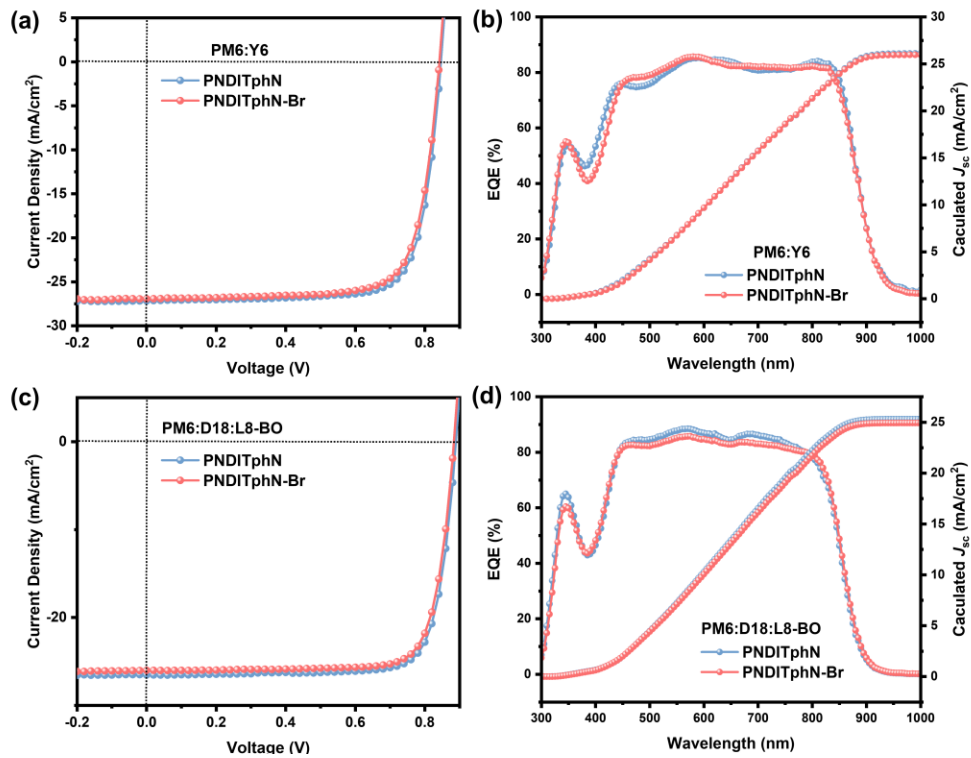 (a)
5
0
-5
-10
-15
-20
-25
-30
-0.2
0.0
0.2
0.4
0.6
0.8
Voltage (V)
Current Density (mA/cm²)
PM6:Y6
PNDITphN
PNDITphN-Br
(b)
100
80
60
40
20
0
EQE (%)
30
25
20
15
10
5
0
Caculated Jsc (mA/cm²)
300
400
500
600
700
800
900
1000
Wavelength (nm)
PM6:Y6
PNDITphN
PNDITphN-Br
(c)
0
-20
-0.2
0.0
0.2
0.4
0.6
0.8
Voltage (V)
Current Density (mA/cm²)
PM6:D18:L8-BO
PNDITphN
PNDITphN-Br
(d)
100
80
60
40
20
0
EQE (%)
25
20
15
10
5
0
Caculated Jsc (mA/cm²)
300
400
500
600
700
800
900
1000
Wavelength (nm)
PM6:D18:L8-BO
PNDITphN
PNDITphN-Br